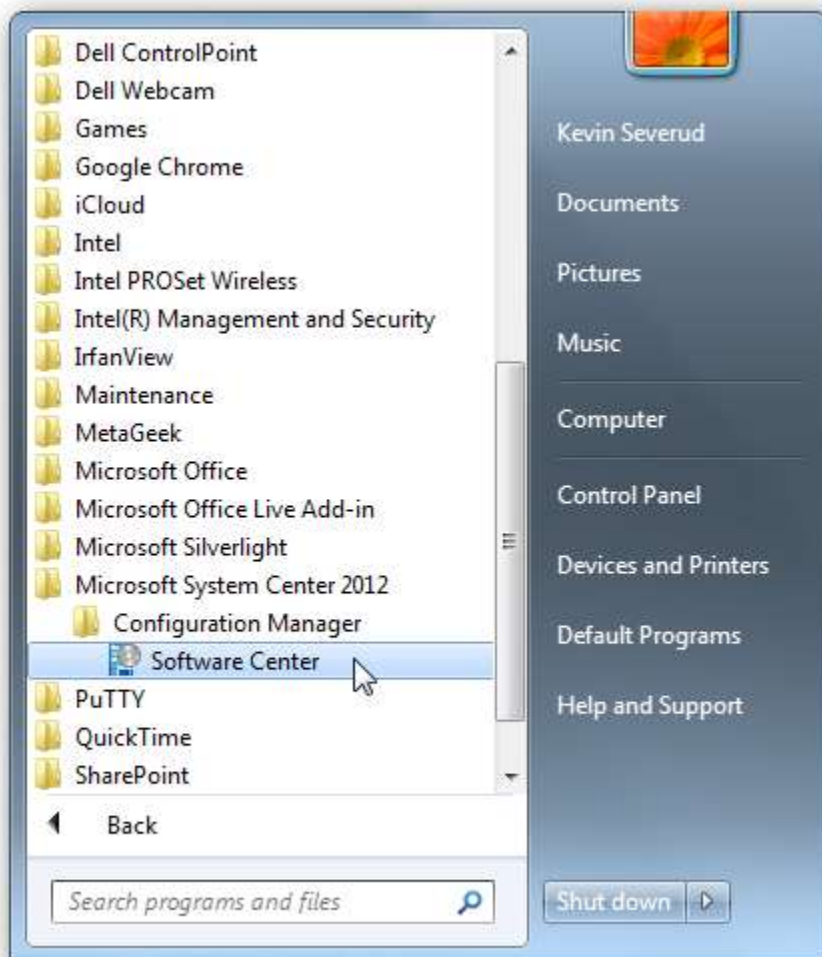 Dell ControlPoint
Dell Webcam
Games
Google Chrome
iCloud
Intel
Intel PROSet Wireless
Intel(R) Management and Security
IrfanView
Maintenance
MetaGeek
Microsoft Office
Microsoft Office Live Add-in
Microsoft Silverlight
Microsoft System Center 2012
Configuration Manager
Software Center
PuTTY
QuickTime
SharePoint
Back
Search programs and files
Kevin Severud
Documents
Pictures
Music
Computer
Control Panel
Devices and Printers
Default Programs
Help and Support
Shut down